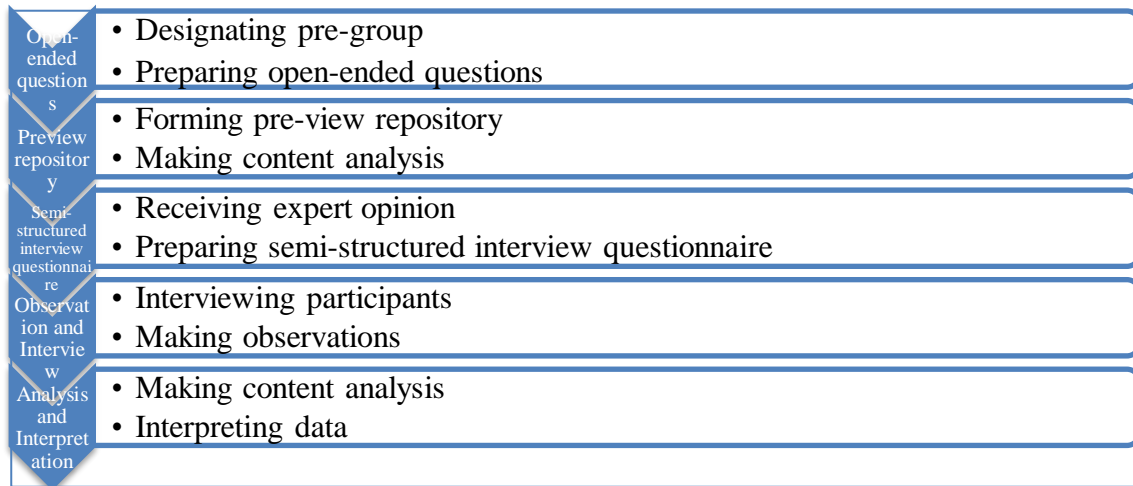 Open-
ended
question
s
• Designating pre-group
• Preparing open-ended questions
Preview
repositor
y
• Forming pre-view repository
• Making content analysis
Semi-
structured
interview
questionnai
re
• Receiving expert opinion
• Preparing semi-structured interview questionnaire
Observat
ion and
Intervie
w
• Interviewing participants
• Making observations
Analysis
and
Interpret
ation
• Making content analysis
• Interpreting data